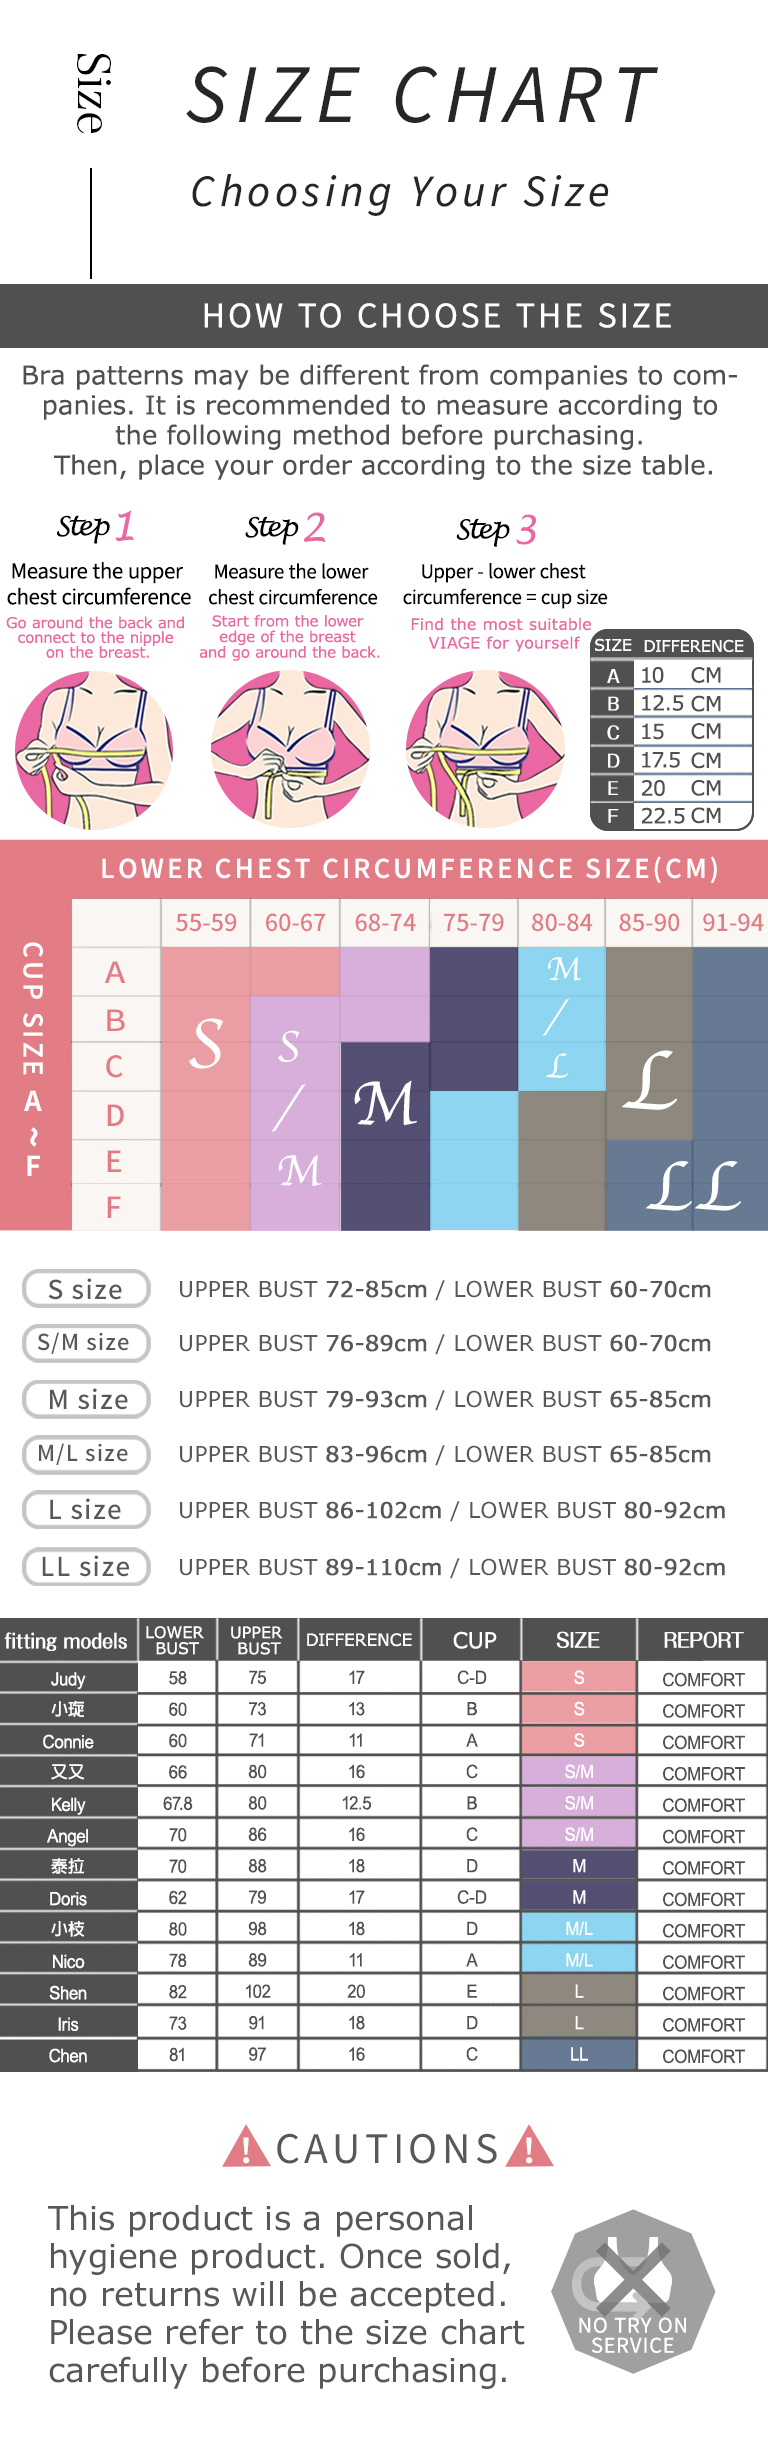 Size
SIZE CHART
Choosing Your Size
HOW TO CHOOSE THE SIZE
Bra patterns may be different from companies to com-
panies. It is recommended to measure according to
the following method before purchasing.
Then, place your order according to the size table.
Step 1
Measure the upper
chest circumference
Go around the back and
connect to the nipple
on the breast.
Step 2
Measure the lower
chest circumference
Start from the lower
edge of the breast
and go around the back.
Step 3
Upper - lower chest
circumference = cup size
Find the most suitable
VIAGE for yourself
SIZE DIFFERENCE
A 10 CM
B 12.5 CM
C 15 CM
D 17.5 CM
E 20 CM
F 22.5 CM
LOWER CHEST CIRCUMFERENCE SIZE(CM)
CUP SIZE A ~ F
55-59 60-67 68-74 75-79 80-84 85-90 91-94
A
B
C
D
E
F
S
S/M
M
M/L
L
LL
S size UPPER BUST 72-85cm / LOWER BUST 60-70cm
S/M size UPPER BUST 76-89cm / LOWER BUST 60-70cm
M size UPPER BUST 79-93cm / LOWER BUST 65-85cm
M/L size UPPER BUST 83-96cm / LOWER BUST 65-85cm
L size UPPER BUST 86-102cm / LOWER BUST 80-92cm
LL size UPPER BUST 89-110cm / LOWER BUST 80-92cm
fitting models LOWER BUST UPPER BUST DIFFERENCE CUP SIZE REPORT
Judy 58 75 17 C-D S COMFORT
小琁 60 73 13 B S COMFORT
Connie 60 71 11 A S COMFORT
又又 66 80 16 C S/M COMFORT
Kelly 67.8 80 12.5 B S/M COMFORT
Angel 70 86 16 C S/M COMFORT
泰拉 70 88 18 D M COMFORT
Doris 62 79 17 C-D M COMFORT
小枝 80 98 18 D M/L COMFORT
Nico 78 89 11 A M/L COMFORT
Shen 82 102 20 E L COMFORT
Iris 73 91 18 D L COMFORT
Chen 81 97 16 C LL COMFORT
! CAUTIONS !
This product is a personal
hygiene product. Once sold,
no returns will be accepted.
Please refer to the size chart
carefully before purchasing.
NO TRY ON
SERVICE